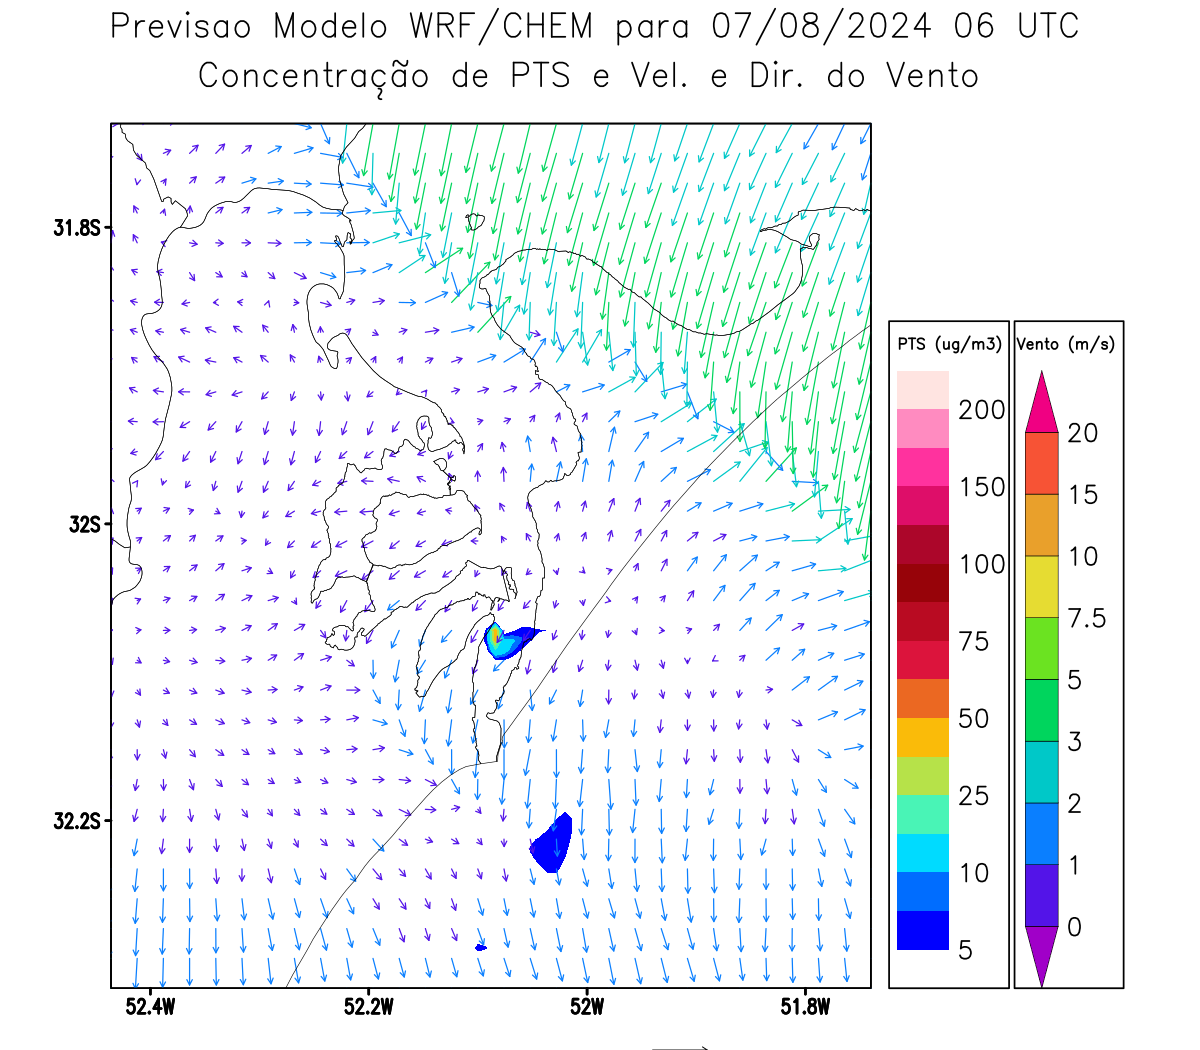 Previsao Modelo WRF/CHEM para 07/08/2024 06 UTC
Concentração de PTS e Vel. e Dir. do Vento
31.8S
32S
32.2S
52.4W 52.2W 52W 51.8W
PTS (ug/m3)
200
150
100
75
50
25
10
5
Vento (m/s)
20
15
10
7.5
5
3
2
1
0